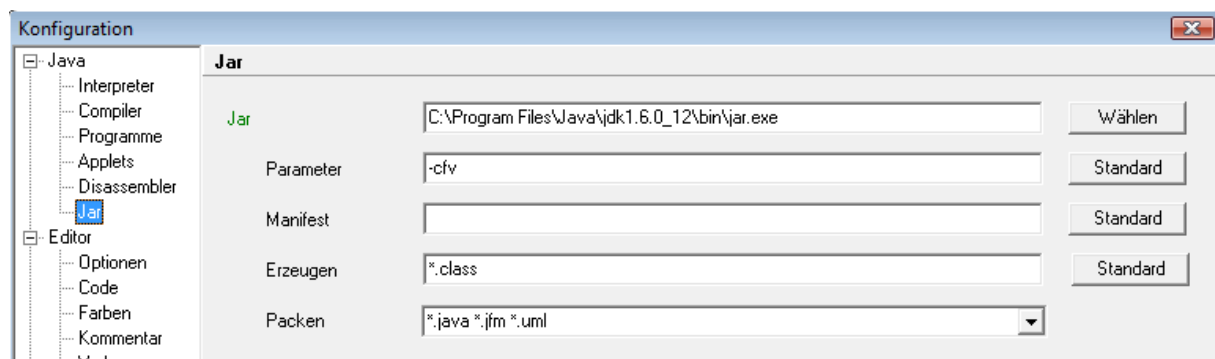 Konfiguration
Java
Interpreter
Compiler
Programme
Applets
Disassembler
Jar
Editor
Optionen
Code
Farben
Kommentar
Jar
Jar C:\Program Files\Java\jdk1.6.0_12\bin\jar.exe Wählen
Parameter -cfv Standard
Manifest Standard
Erzeugen *.class Standard
Packen *.java *.jfm *.uml